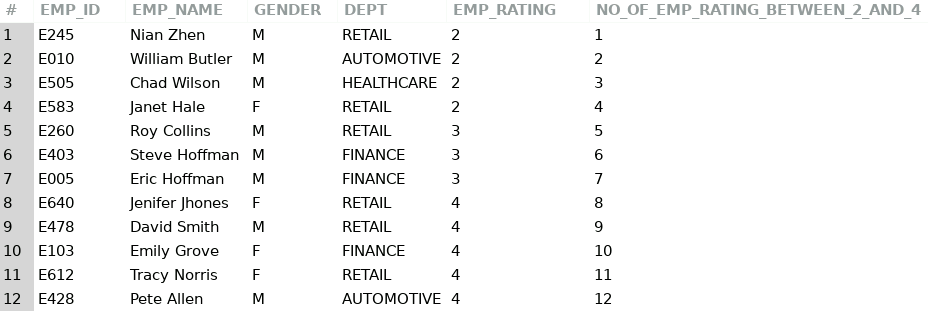 # EMP_ID EMP_NAME GENDER DEPT EMP_RATING NO_OF_EMP_RATING_BETWEEN_2_AND_4
1 E245 Nian Zhen M RETAIL 2 1
2 E010 William Butler M AUTOMOTIVE 2 2
3 E505 Chad Wilson M HEALTHCARE 2 3
4 E583 Janet Hale F RETAIL 2 4
5 E260 Roy Collins M RETAIL 3 5
6 E403 Steve Hoffman M FINANCE 3 6
7 E005 Eric Hoffman M FINANCE 3 7
8 E640 Jenifer Jhones F RETAIL 4 8
9 E478 David Smith M RETAIL 4 9
10 E103 Emily Grove F FINANCE 4 10
11 E612 Tracy Norris F RETAIL 4 11
12 E428 Pete Allen M AUTOMOTIVE 4 12